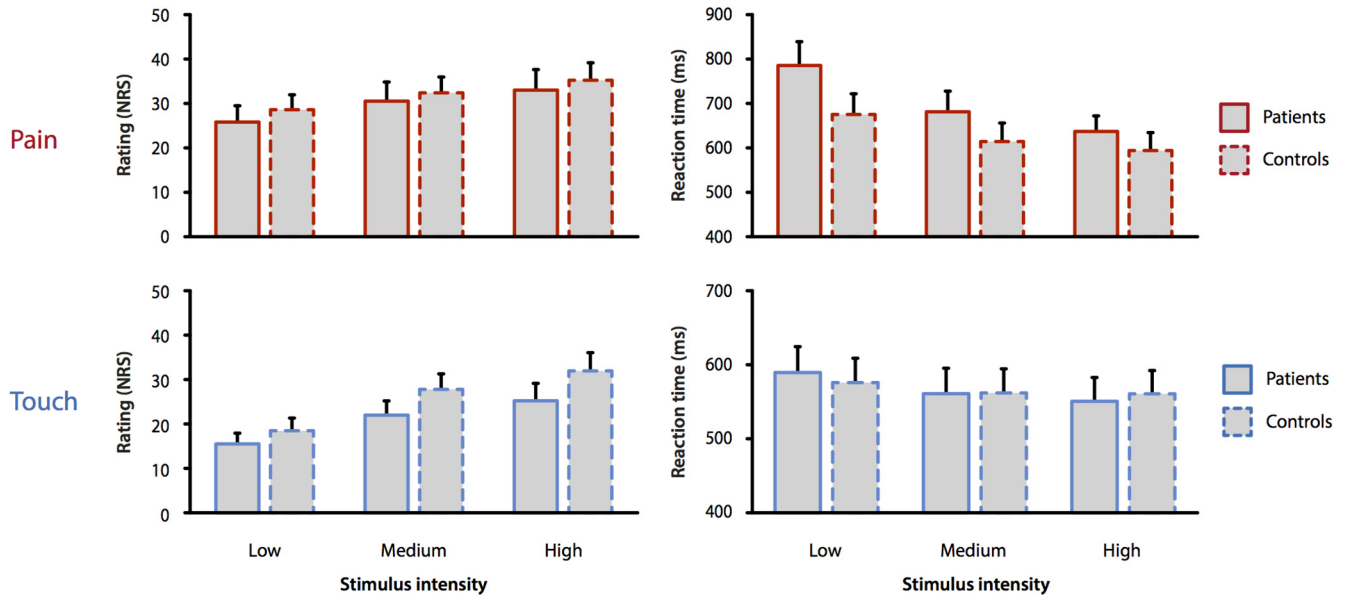 Pain
Rating (NRS)
50
40
30
20
10
0
Reaction time (ms)
900
800
700
600
500
400
Patients
Controls
Touch
Rating (NRS)
50
40
30
20
10
0
Low
Medium
High
Stimulus intensity
Reaction time (ms)
700
600
500
400
Low
Medium
High
Stimulus intensity
Patients
Controls